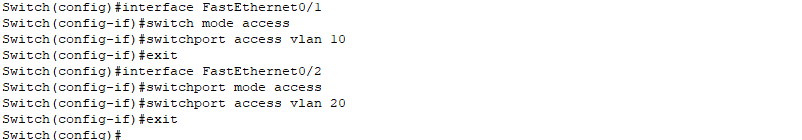 Switch(config)#interface FastEthernet0/1
Switch(config-if)#switch mode access
Switch(config-if)#switchport access vlan 10
Switch(config-if)#exit
Switch(config)#interface FastEthernet0/2
Switch(config-if)#switchport mode access
Switch(config-if)#switchport access vlan 20
Switch(config-if)#exit
Switch(config)#